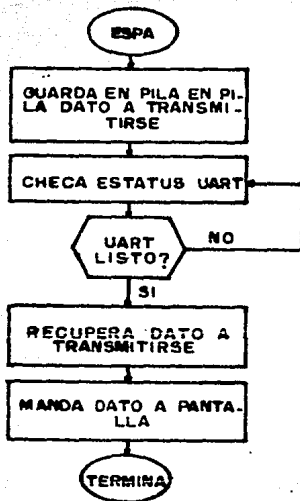 ESPA
GUARDA EN PILA EN PI-
LA DATO A TRANSMI-
TIRSE
CHECA ESTATUS UART
UART
LISTO?
NO
SI
RECUPERA DATO A
TRANSMITIRSE
MANDA DATO A PANTA-
LLA
TERMINA